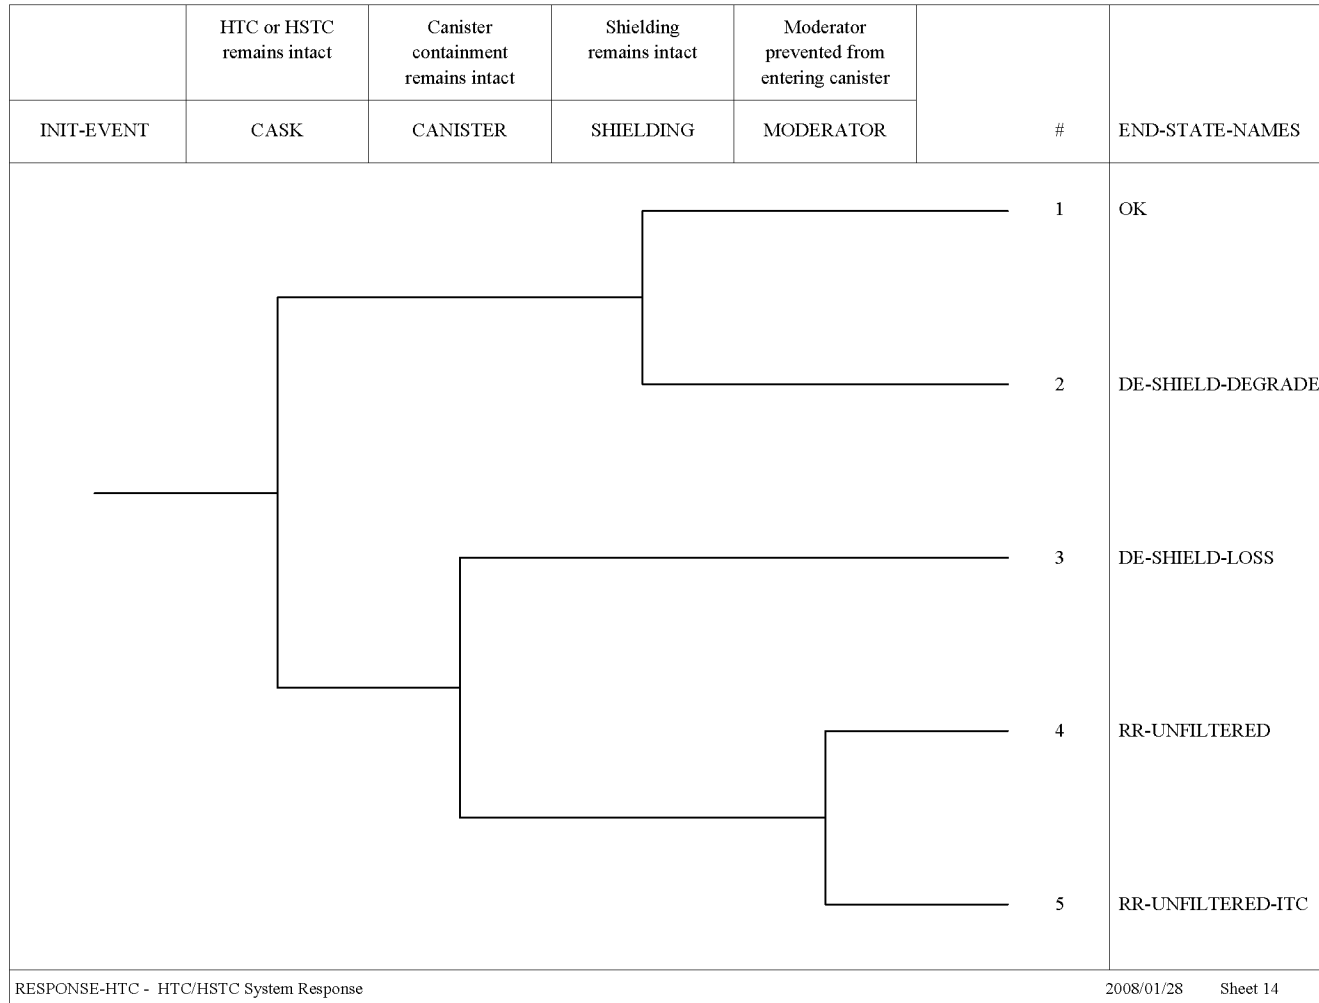 HTC or HSTC
remains intact
Canister
containment
remains intact
Shielding
remains intact
Moderator
prevented from
entering canister
INIT-EVENT
CASK
CANISTER
SHIELDING
MODERATOR
#
END-STATE-NAMES
1 OK
2 DE-SHIELD-DEGRADE
3 DE-SHIELD-LOSS
4 RR-UNFILTERED
5 RR-UNFILTERED-ITC
RESPONSE-HTC - HTC/HSTC System Response
2008/01/28 Sheet 14